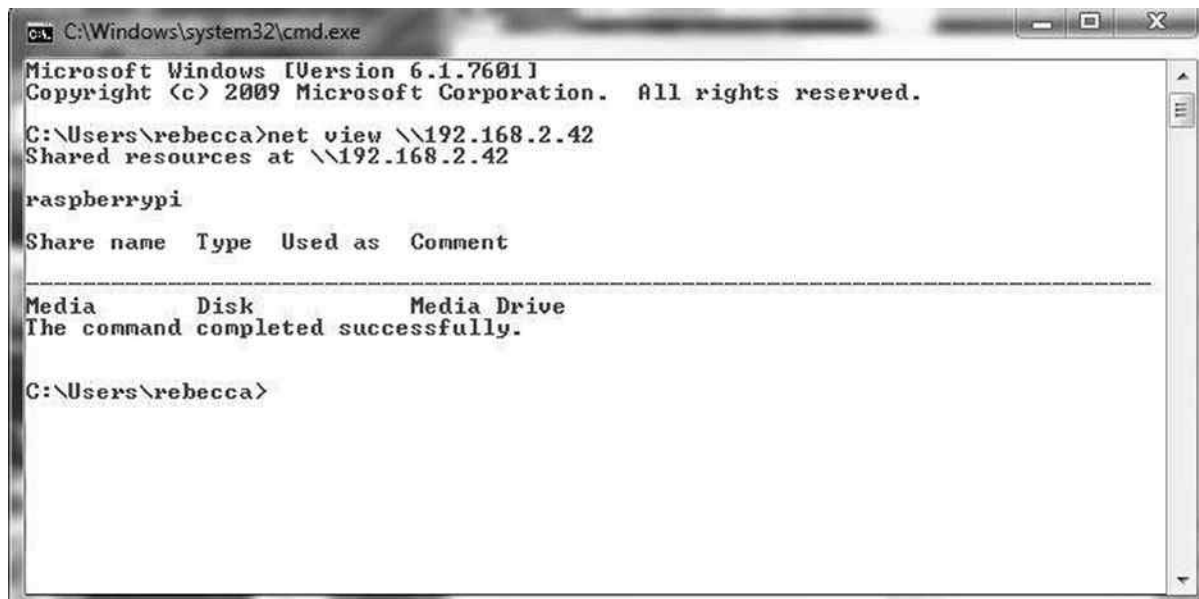 C:\Windows\system32\cmd.exe
Microsoft Windows [Version 6.1.7601]
Copyright (c) 2009 Microsoft Corporation.  All rights reserved.
C:\Users\rebecca>net view \\192.168.2.42
Shared resources at \\192.168.2.42
raspberrypi
Share name  Type  Used as  Comment
-------------------------------------------------------------------------------
Media       Disk           Media Drive
The command completed successfully.
C:\Users\rebecca>